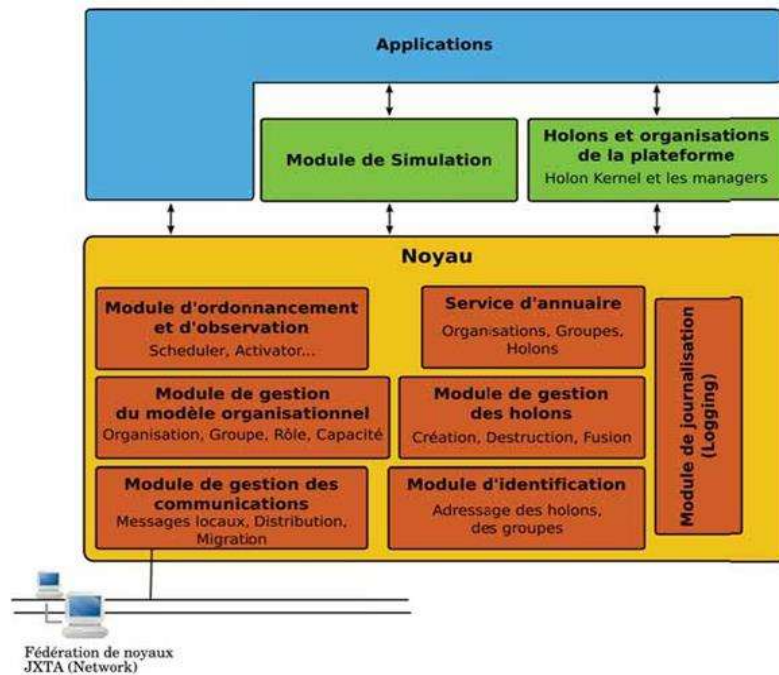 Applications
Module de Simulation
Holons et organisations
de la plateforme
Holon Kernel et les managers
Noyau
Module d'ordonnancement
et d'observation
Scheduler, Activator...
Service d'annuaire
Organisations, Groupes,
Holons
Module de gestion
du modèle organisationnel
Organisation, Groupe, Rôle, Capacité
Module de gestion
des holons
Création, Destruction, Fusion
Module de gestion des
communications
Messages locaux, Distribution,
Migration
Module d'identification
Adressage des holons,
des groupes
Module de journalisation
(Logging)
Fédération de noyaux
JXTA (Network)